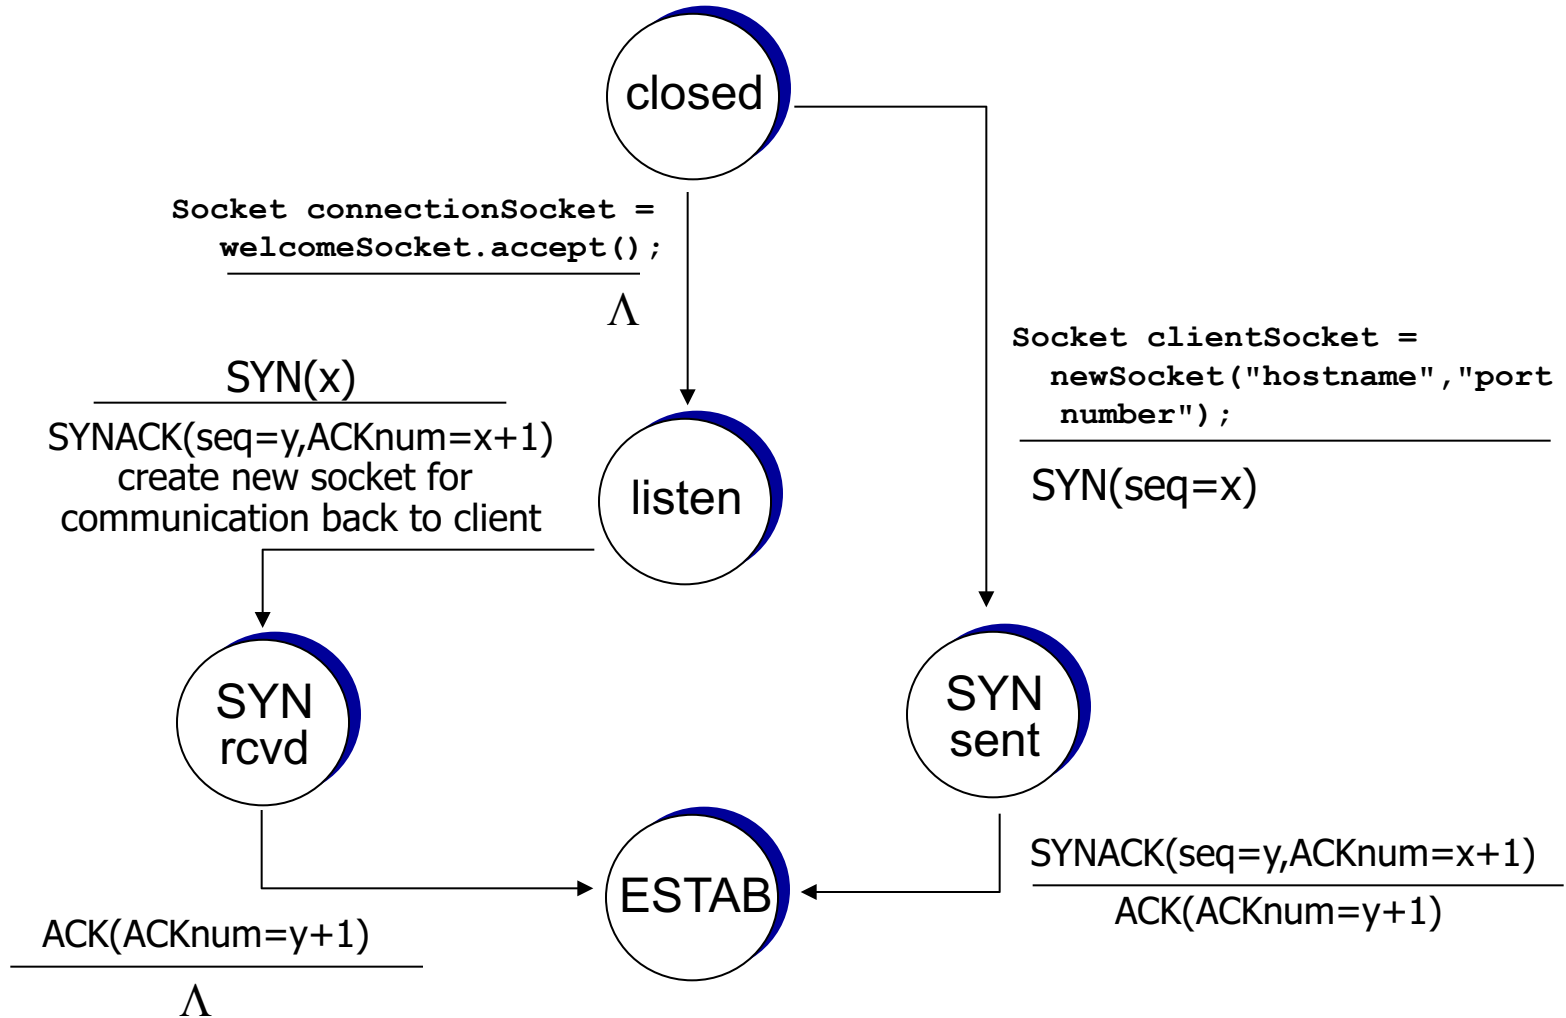 closed
Socket connectionSocket =
welcomeSocket.accept();
Λ
Socket clientSocket =
newSocket("hostname","port
number");
SYN(seq=x)
SYN(x)
SYNACK(seq=y,ACKnum=x+1)
create new socket for
communication back to client
listen
SYN
rcvd
SYN
sent
ESTAB
SYNACK(seq=y,ACKnum=x+1)
ACK(ACKnum=y+1)
ACK(ACKnum=y+1)
Λ